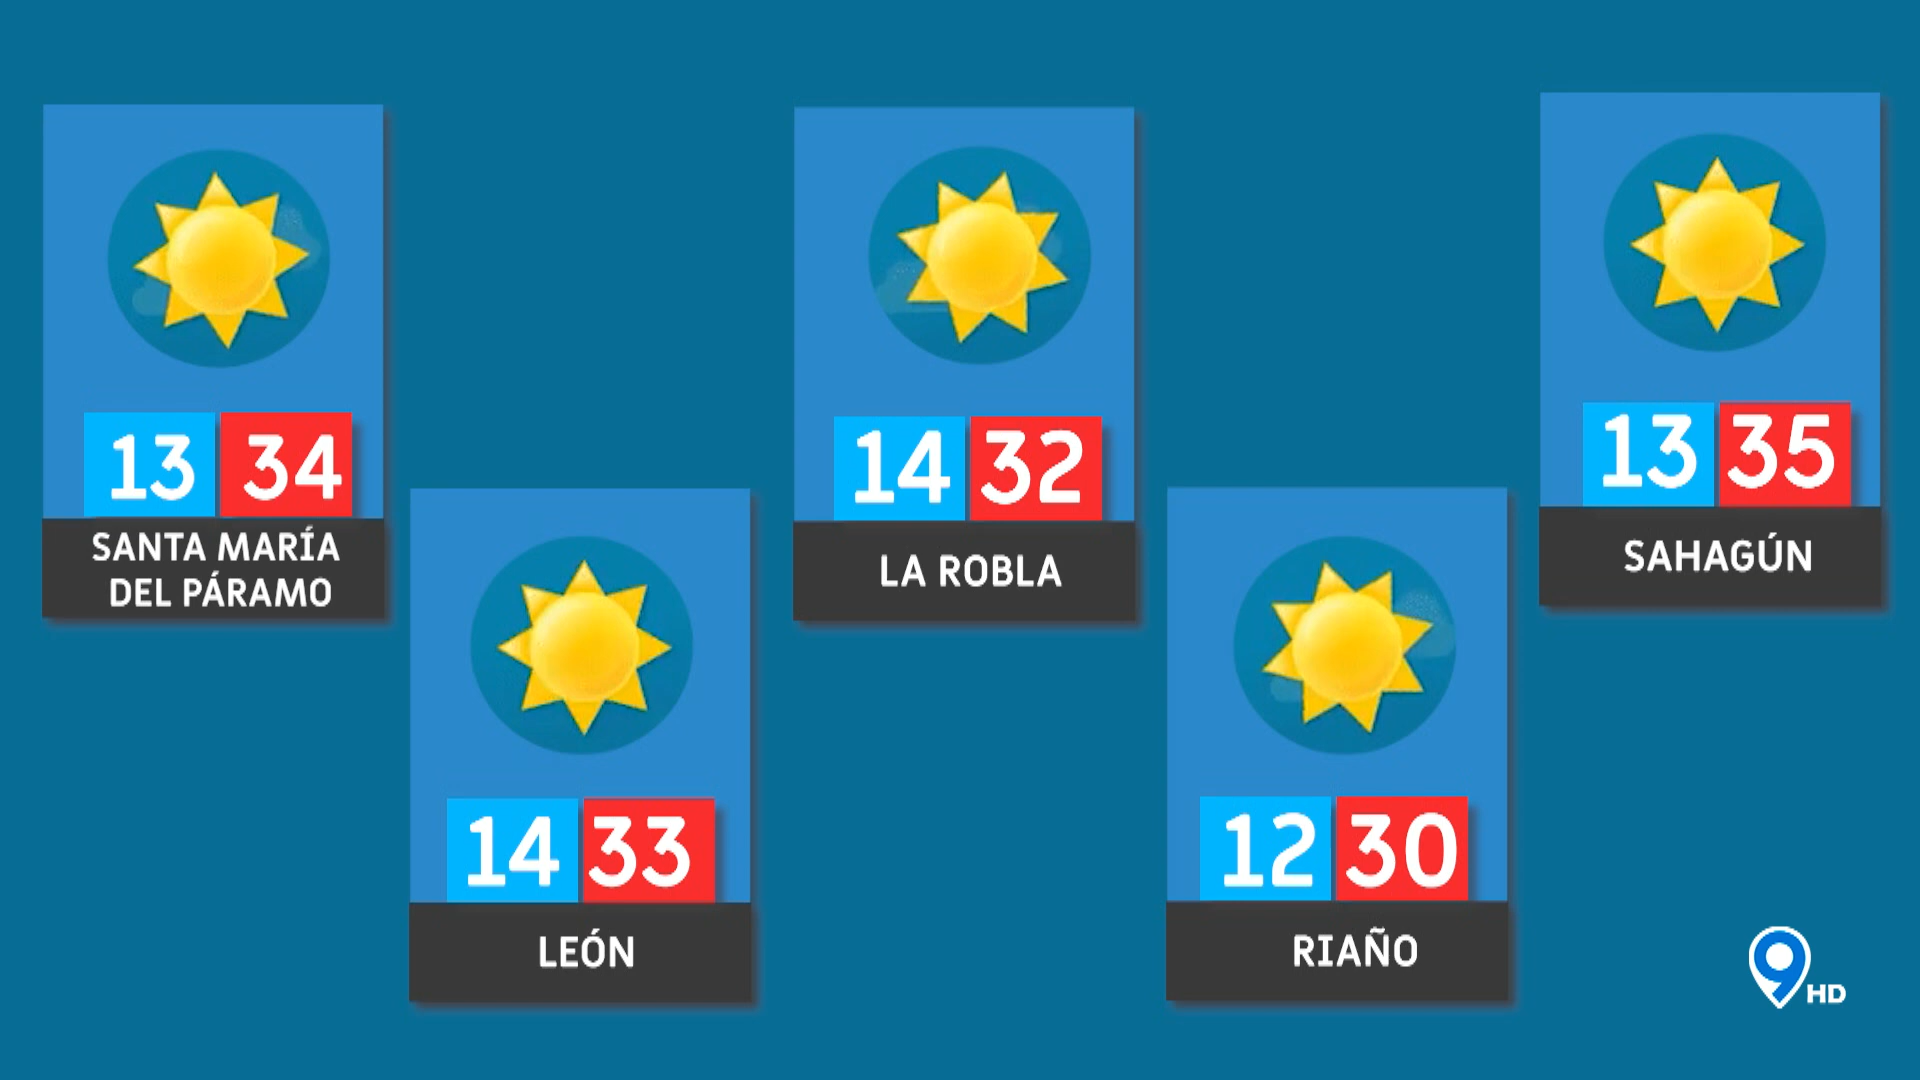 13 34
SANTA MARÍA
DEL PÁRAMO
14 33
LEÓN
14 32
LA ROBLA
12 30
RIAÑO
13 35
SAHAGÚN
9 HD